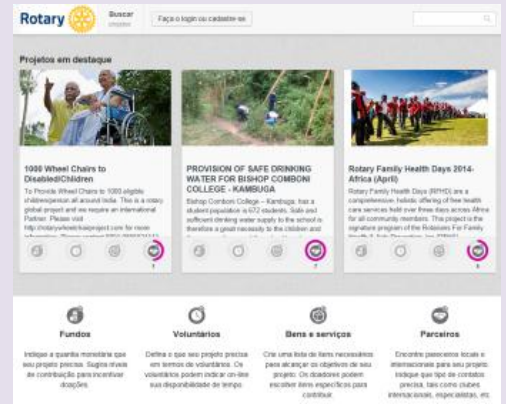 Rotary
Buscar
Faça o login ou cadastre-se
Projetos em destaque
1000 Wheel Chairs to
Disabled/Children
To Provide Wheel Chairs to 1000 eligible
children/person all around India. This is a rotary
global project and we require an international
Partner. Please visit
for more
PROVISION OF SAFE DRINKING
WATER FOR BISHOP COMBONI
COLLEGE - KAMBUGA
Bishop Comboni College – Kambuga, has a
student population is 672 students. Safe and
sufficient drinking water supply to the college is
therefore a great necessity to the children and
Rotary Family Health Days 2014-
Africa (April)
Rotary Family Health Days (RFHD) are a
comprehensive, holistic offering of free health
care services held over three days across Africa
for all community members. This project is the
signature program of the Rotarians For Family
Fundos
Indique a quantia monetária que
seu projeto precisa. Sugira níveis
de contribuição para incentivar
doações.
Voluntários
Defina o que seu projeto precisa
em termos de voluntários. Os
voluntários podem indicar on-line
sua disponibilidade de tempo.
Bens e serviços
Crie uma lista de itens necessários
para alcançar os objetivos de seu
projeto. Os doadores podem
escolher itens específicos para
contribuir.
Parceiros
Encontre parceiros locais e
internacionais para seu projeto.
Indique que tipo de contatos
precisa, tais como clubes
internacionais, especialistas, etc.